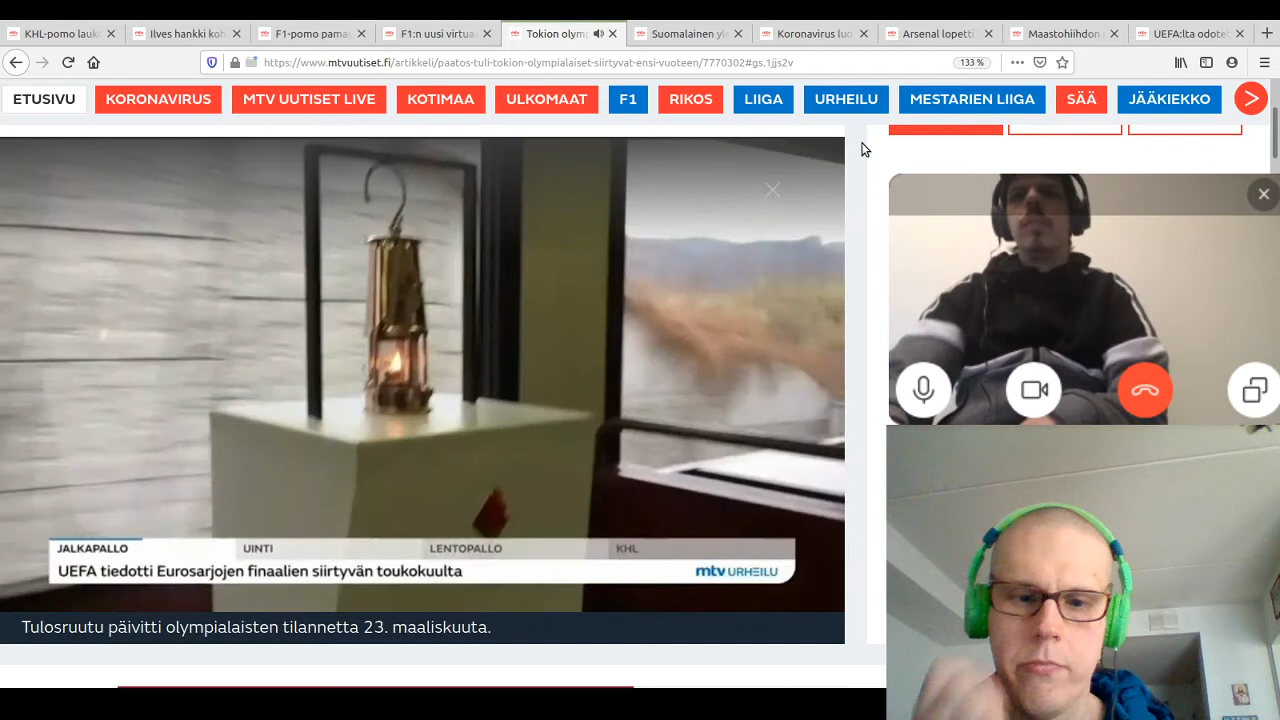 KHL-pomo lauko
Ilves hankki koh
F1-pomo pama
F1:n uusi virtua
Tokion olymp
Suomalainen yle
Koronavirus luo
Arsenal lopetti
Maastohiihdon
UEFA:lta odote
https://www.mtvuutiset.fi/artikkeli/paatos-tuli-tokion-olympialaiset-siirtyvat-ensi-vuoteen/7770302#gs.1jjs2v
133 %
ETUSIVU
KORONAVIRUS
MTV UUTISET LIVE
KOTIMAA
ULKOMAAT
F1
RIKOS
LIIGA
URHEILU
MESTARIEN LIIGA
SÄÄ
JÄÄKIEKKO
JALKAPALLO
UINTI
LENTOPALLO
KHL
UEFA tiedotti Eurosarjojen finaalien siirtyvän toukokuulta
mtv URHEILU
Tulosruutu päivitti olympialaisten tilannetta 23. maaliskuuta.